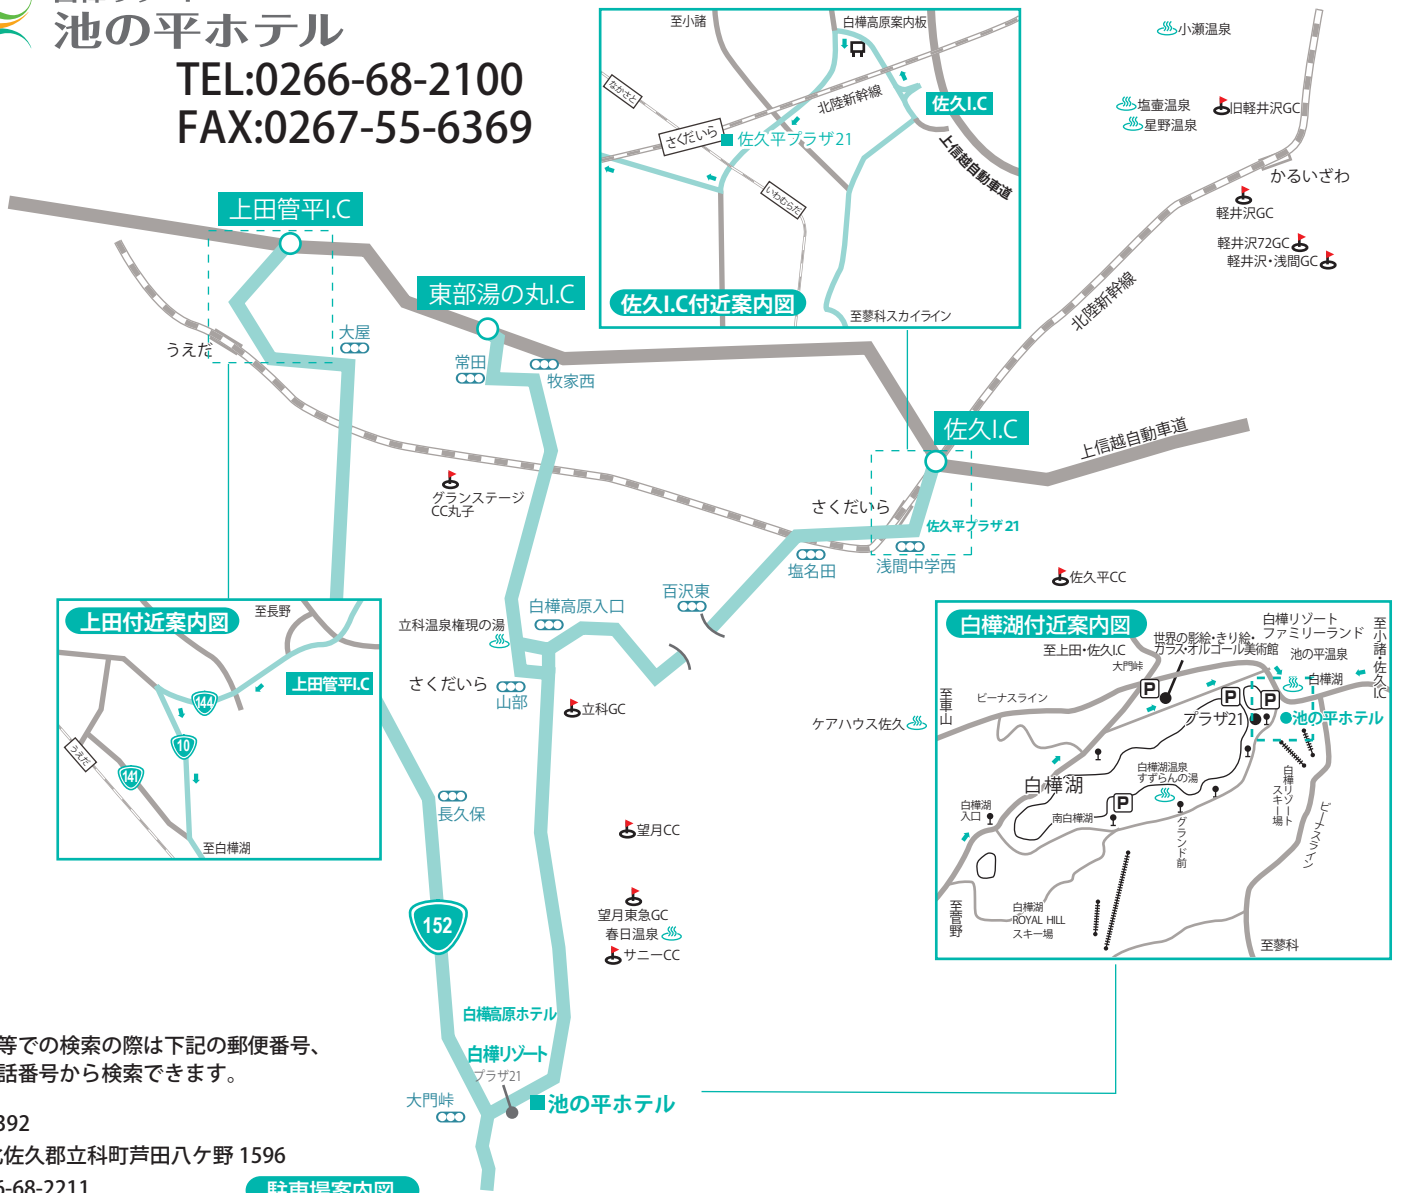 池の平ホテル
TEL:0266-68-2100
FAX:0267-55-6369
至小諸
白樺高原案内板
なかさと
北陸新幹線
佐久I.C
さくだいら
佐久平プラザ21
上信越自動車道
いわむらだ
佐久I.C付近案内図
至蓼科スカイライン
小瀬温泉
塩壷温泉
星野温泉
旧軽井沢GC
かるいざわ
軽井沢GC
軽井沢72GC
軽井沢・浅間GC
北陸新幹線
上田管平I.C
東部湯の丸I.C
うえだ
大屋
常田
牧家西
佐久I.C
上信越自動車道
グランステージ
CC丸子
さくだいら
佐久平プラザ21
塩名田
浅間中学西
佐久平CC
百沢東
白樺高原入口
立科温泉権現の湯
さくだいら
山部
立科GC
ケアハウス佐久
長久保
望月CC
152
望月東急GC
春日温泉
サニーCC
上田付近案内図
至長野
上田管平I.C
144
10
141
うえだ
至白樺湖
白樺湖付近案内図
至上田・佐久I.C
大門峠
世界の影絵・きり絵・
ガラス・オルゴール美術館
白樺リゾート
ファミリーランド
池の平温泉
白樺湖
至小諸・佐久I.C
至車山
ビーナスライン
P
P
P
プラザ21
池の平ホテル
白樺湖
白樺湖温泉
すずらんの湯
P
白樺湖
入口
南白樺湖
グランド前
白樺リゾート
スキー場
ビーナスライン
至菅野
白樺湖
ROYAL HILL
スキー場
至蓼科
白樺高原ホテル
白樺リゾート
プラザ21
大門峠
池の平ホテル
等での検索の際は下記の郵便番号、
話番号から検索できます。
392
佐久郡立科町芦田八ケ野 1596
6-68-2211
駐車場案内図